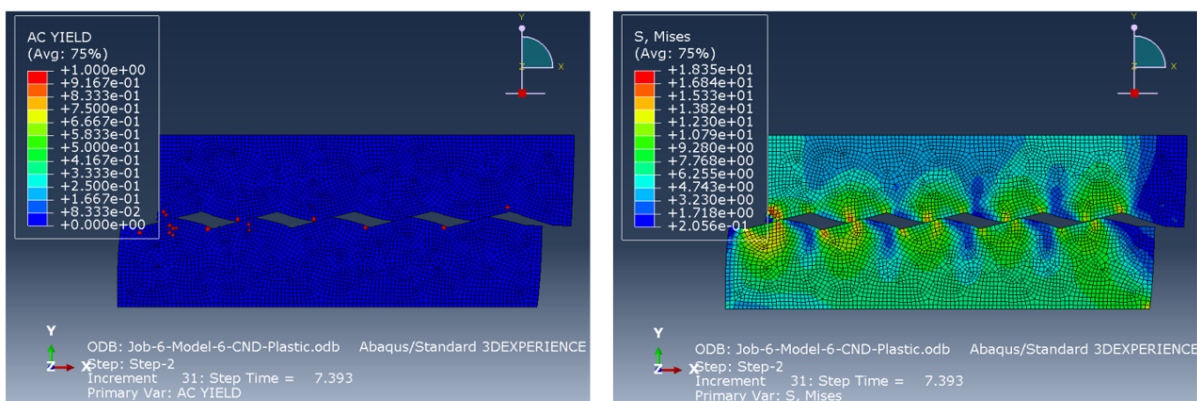 AC YIELD
(Avg: 75%)
+1.000e+00
+9.167e-01
+8.333e-01
+7.500e-01
+6.667e-01
+5.833e-01
+5.000e-01
+4.167e-01
+3.333e-01
+2.500e-01
+1.667e-01
+8.333e-02
+0.000e+00
Y
Z
X
Y
Z
X
ODB: Job-6-Model-6-CND-Plastic.odb Abaqus/Standard 3DEXPERIENCE
Step: Step-2
Increment 31: Step Time = 7.393
Primary Var: AC YIELD
S, Mises
(Avg: 75%)
+1.835e+01
+1.684e+01
+1.533e+01
+1.382e+01
+1.230e+01
+1.079e+01
+9.280e+00
+7.768e+00
+6.255e+00
+4.743e+00
+3.230e+00
+1.718e+00
+2.056e-01
Y
Z
X
Y
Z
X
ODB: Job-6-Model-6-CND-Plastic.odb Abaqus/Standard 3DEXPERIENCE
Step: Step-2
Increment 31: Step Time = 7.393
Primary Var: S, Mises